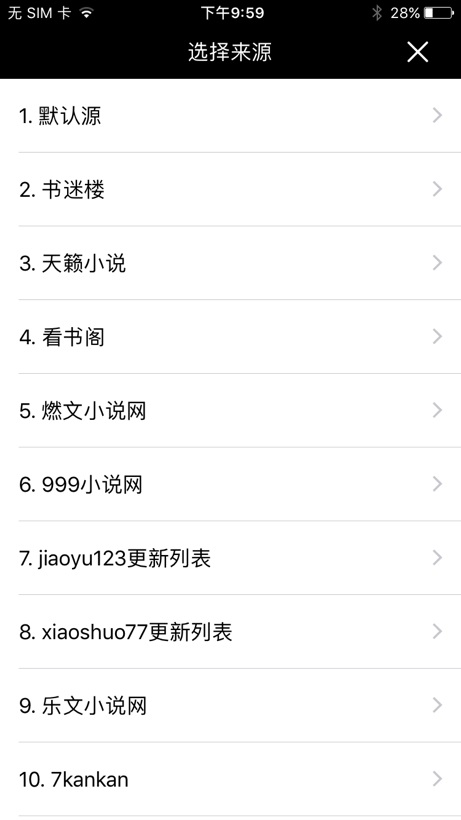 无 SIM 卡 下午9:59 28%
选择来源
1. 默认源
2. 书迷楼
3. 天籁小说
4. 看书阁
5. 燃文小说网
6. 999小说网
7. jiaoyu123更新列表
8. xiaoshuo77更新列表
9. 乐文小说网
10. 7kankan